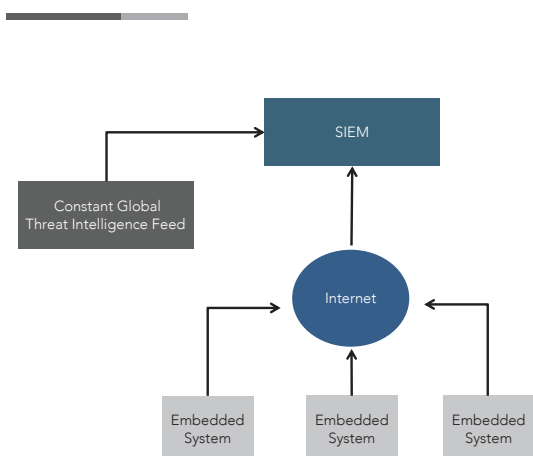 SIEM
Constant Global
Threat Intelligence Feed
Internet
Embedded
System
Embedded
System
Embedded
System